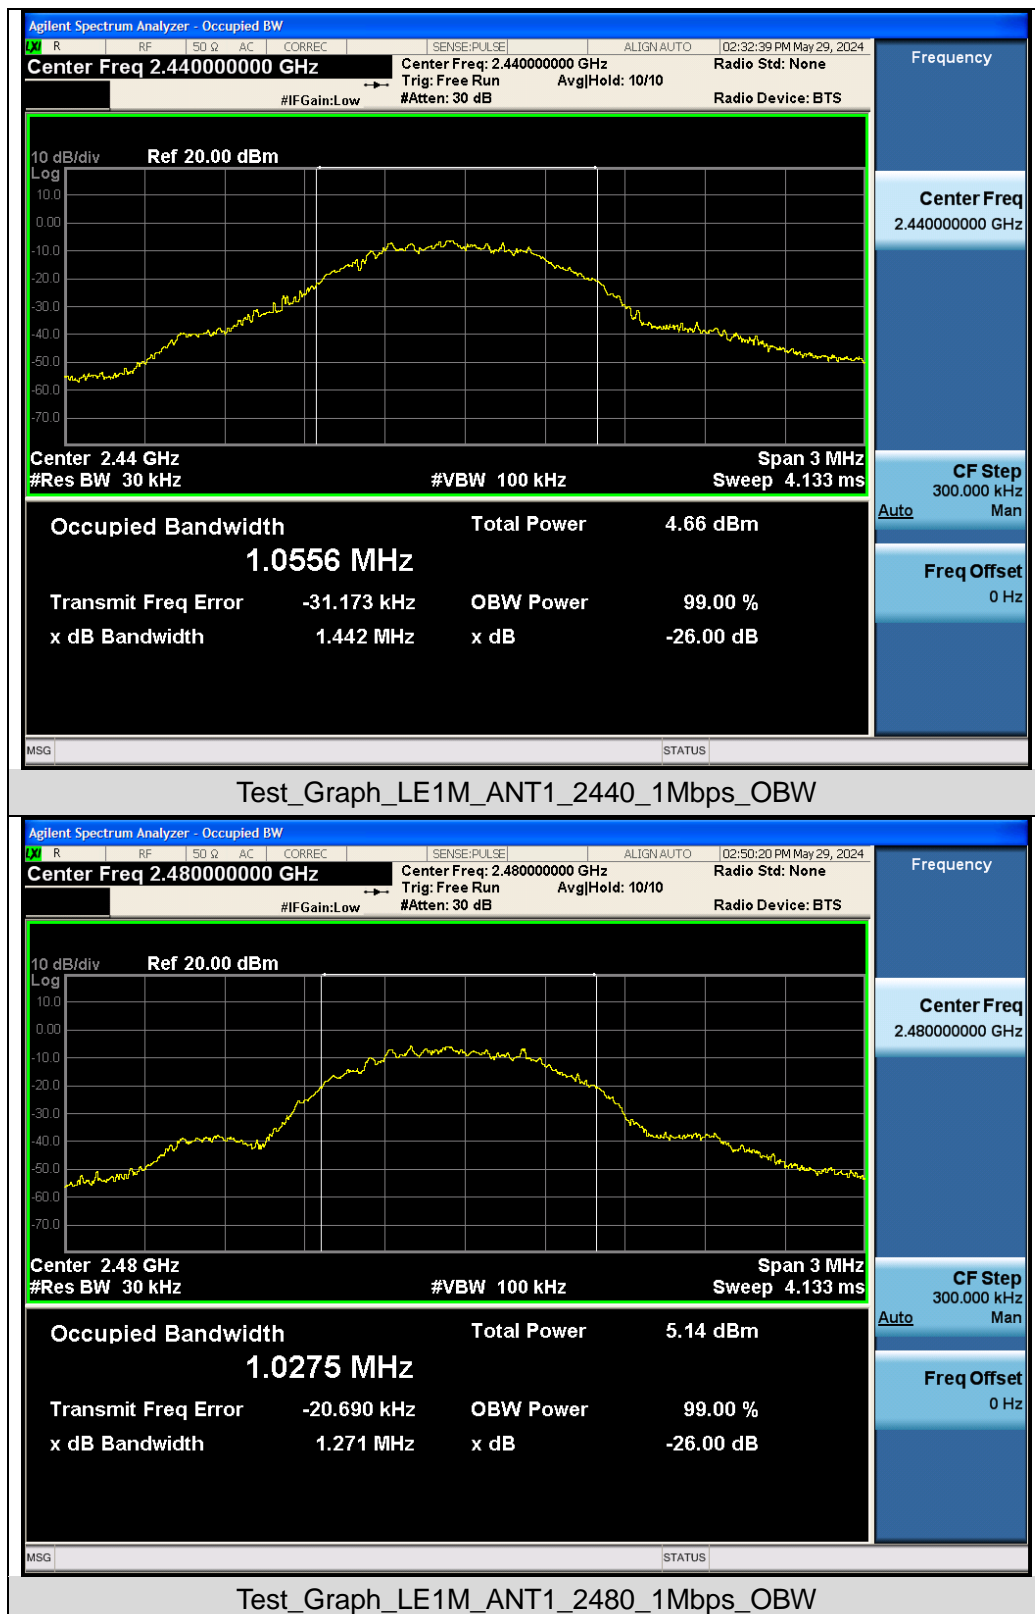 Agilent Spectrum Analyzer - Occupied BW
LXI R RF 50 Ω AC CORREC SENSE:PULSE ALIGN AUTO 02:32:39 PM May 29, 2024
Center Freq 2.440000000 GHz Center Freq: 2.440000000 GHz Radio Std: None
Trig: Free Run Avg|Hold: 10/10
#IFGain:Low #Atten: 30 dB Radio Device: BTS
10 dB/div Ref 20.00 dBm
Log
10.0
0.00
-10.0
-20.0
-30.0
-40.0
-50.0
-60.0
-70.0
Center 2.44 GHz Span 3 MHz
#Res BW 30 kHz #VBW 100 kHz Sweep 4.133 ms
Occupied Bandwidth Total Power 4.66 dBm
1.0556 MHz
Transmit Freq Error -31.173 kHz OBW Power 99.00 %
x dB Bandwidth 1.442 MHz x dB -26.00 dB
MSG STATUS
Frequency
Center Freq
2.440000000 GHz
CF Step
300.000 kHz
Auto Man
Freq Offset
0 Hz
Test_Graph_LE1M_ANT1_2440_1Mbps_OBW
Agilent Spectrum Analyzer - Occupied BW
LXI R RF 50 Ω AC CORREC SENSE:PULSE ALIGN AUTO 02:50:20 PM May 29, 2024
Center Freq 2.480000000 GHz Center Freq: 2.480000000 GHz Radio Std: None
Trig: Free Run Avg|Hold: 10/10
#IFGain:Low #Atten: 30 dB Radio Device: BTS
10 dB/div Ref 20.00 dBm
Log
10.0
0.00
-10.0
-20.0
-30.0
-40.0
-50.0
-60.0
-70.0
Center 2.48 GHz Span 3 MHz
#Res BW 30 kHz #VBW 100 kHz Sweep 4.133 ms
Occupied Bandwidth Total Power 5.14 dBm
1.0275 MHz
Transmit Freq Error -20.690 kHz OBW Power 99.00 %
x dB Bandwidth 1.271 MHz x dB -26.00 dB
MSG STATUS
Frequency
Center Freq
2.480000000 GHz
CF Step
300.000 kHz
Auto Man
Freq Offset
0 Hz
Test_Graph_LE1M_ANT1_2480_1Mbps_OBW